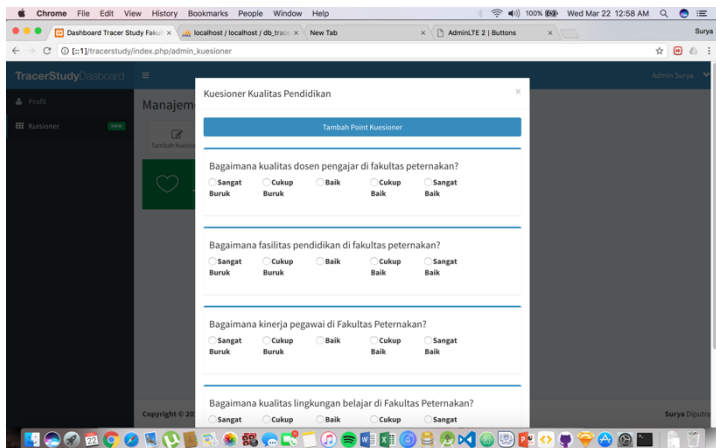 Chrome File Edit View History Bookmarks People Window Help 100% Wed Mar 22 12:58 AM
Dashboard Tracer Study Fakul localhost / localhost / db_trace New Tab AdminLTE 2 | Buttons Surya
[::1]/tracerstudy/index.php/admin_kuesioner
TracerStudyDasboard Admin Surya
Profil
Kuisioner New
Manajem
Tambah Kuesion
Kuesioner Kualitas Pendidikan ×
Tambah Point Kuesioner
Bagaimana kualitas dosen pengajar di fakultas peternakan?
Sangat Cukup Baik Cukup Sangat
Buruk Buruk Baik Baik
Bagaimana fasilitas pendidikan di fakultas peternakan?
Sangat Cukup Baik Cukup Sangat
Buruk Buruk Baik Baik
Bagaimana kinerja pegawai di Fakultas Peternakan?
Sangat Cukup Baik Cukup Sangat
Buruk Buruk Baik Baik
Bagaimana kualitas lingkungan belajar di Fakultas Peternakan?
Sangat Cukup Baik Cukup Sangat
Copyright © 20 Surya Diputra